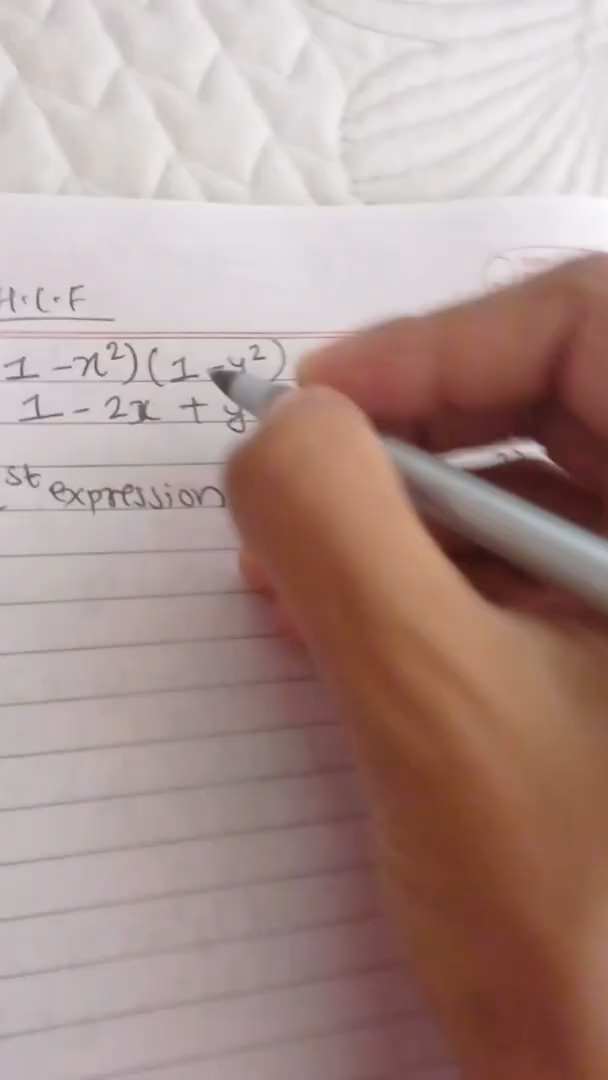 H.C.F
1 - x²) (1 - y²)
1 - 2x + y
st expression